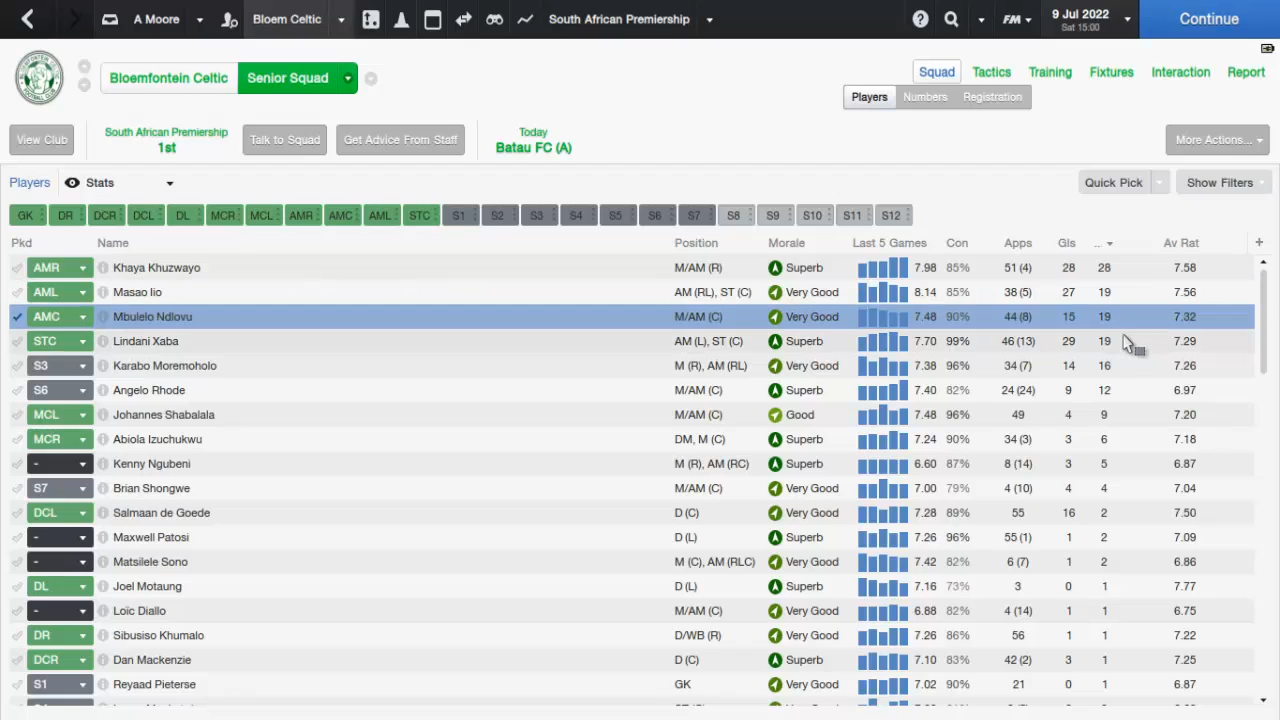 A Moore Bloem Celtic South African Premiership FM 9 Jul 2022 Sat 15:00 Continue
Bloemfontein Celtic Senior Squad Squad Tactics Training Fixtures Interaction Report
Players Numbers Registration
View Club South African Premiership 1st Talk to Squad Get Advice From Staff Today Batau FC (A) More Actions...
Players Stats Quick Pick Show Filters
GK DR DCR DCL DL MCR MCL AMR AMC AML STC S1 S2 S3 S4 S5 S6 S7 S8 S9 S10 S11 S12
Pkd Name Position Morale Last 5 Games Con Apps Gls ... Av Rat +
AMR Khaya Khuzwayo M/AM (R) Superb 7.98 85% 51 (4) 28 28 7.58
AML Masao Iio AM (RL), ST (C) Very Good 8.14 85% 38 (5) 27 19 7.56
AMC Mbulelo Ndlovu M/AM (C) Very Good 7.48 90% 44 (8) 15 19 7.32
STC Lindani Xaba AM (L), ST (C) Superb 7.70 99% 46 (13) 29 19 7.29
S3 Karabo Moremoholo M (R), AM (RL) Very Good 7.38 96% 34 (7) 14 16 7.26
S6 Angelo Rhode M/AM (C) Superb 7.40 82% 24 (24) 9 12 6.97
MCL Johannes Shabalala M/AM (C) Good 7.48 96% 49 4 9 7.20
MCR Abiola Izuchukwu DM, M (C) Superb 7.24 90% 34 (3) 3 6 7.18
- Kenny Ngubeni M (R), AM (RC) Superb 6.60 87% 8 (14) 3 5 6.87
S7 Brian Shongwe M/AM (C) Very Good 7.00 79% 4 (10) 4 4 7.04
DCL Salmaan de Goede D (C) Very Good 7.28 89% 55 16 2 7.50
- Maxwell Patosi D (L) Superb 7.26 96% 55 (1) 1 2 7.09
- Matsilele Sono M (C), AM (RLC) Very Good 7.42 82% 6 (7) 1 2 6.86
DL Joel Motaung D (L) Superb 7.16 73% 3 0 1 7.77
- Loïc Diallo M/AM (C) Very Good 6.88 82% 4 (14) 1 1 6.75
DR Sibusiso Khumalo D/WB (R) Very Good 7.26 86% 56 1 1 7.22
DCR Dan Mackenzie D (C) Superb 7.10 83% 42 (2) 3 1 7.25
S1 Reyaad Pieterse GK Very Good 7.02 90% 21 0 1 6.87